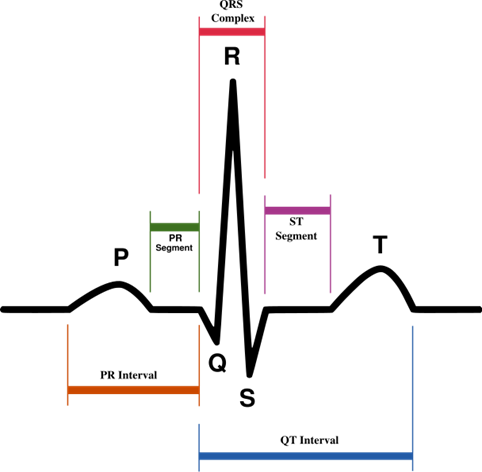 QRS
Complex
R
P
PR
Segment
ST
Segment
T
Q
S
PR Interval
QT Interval